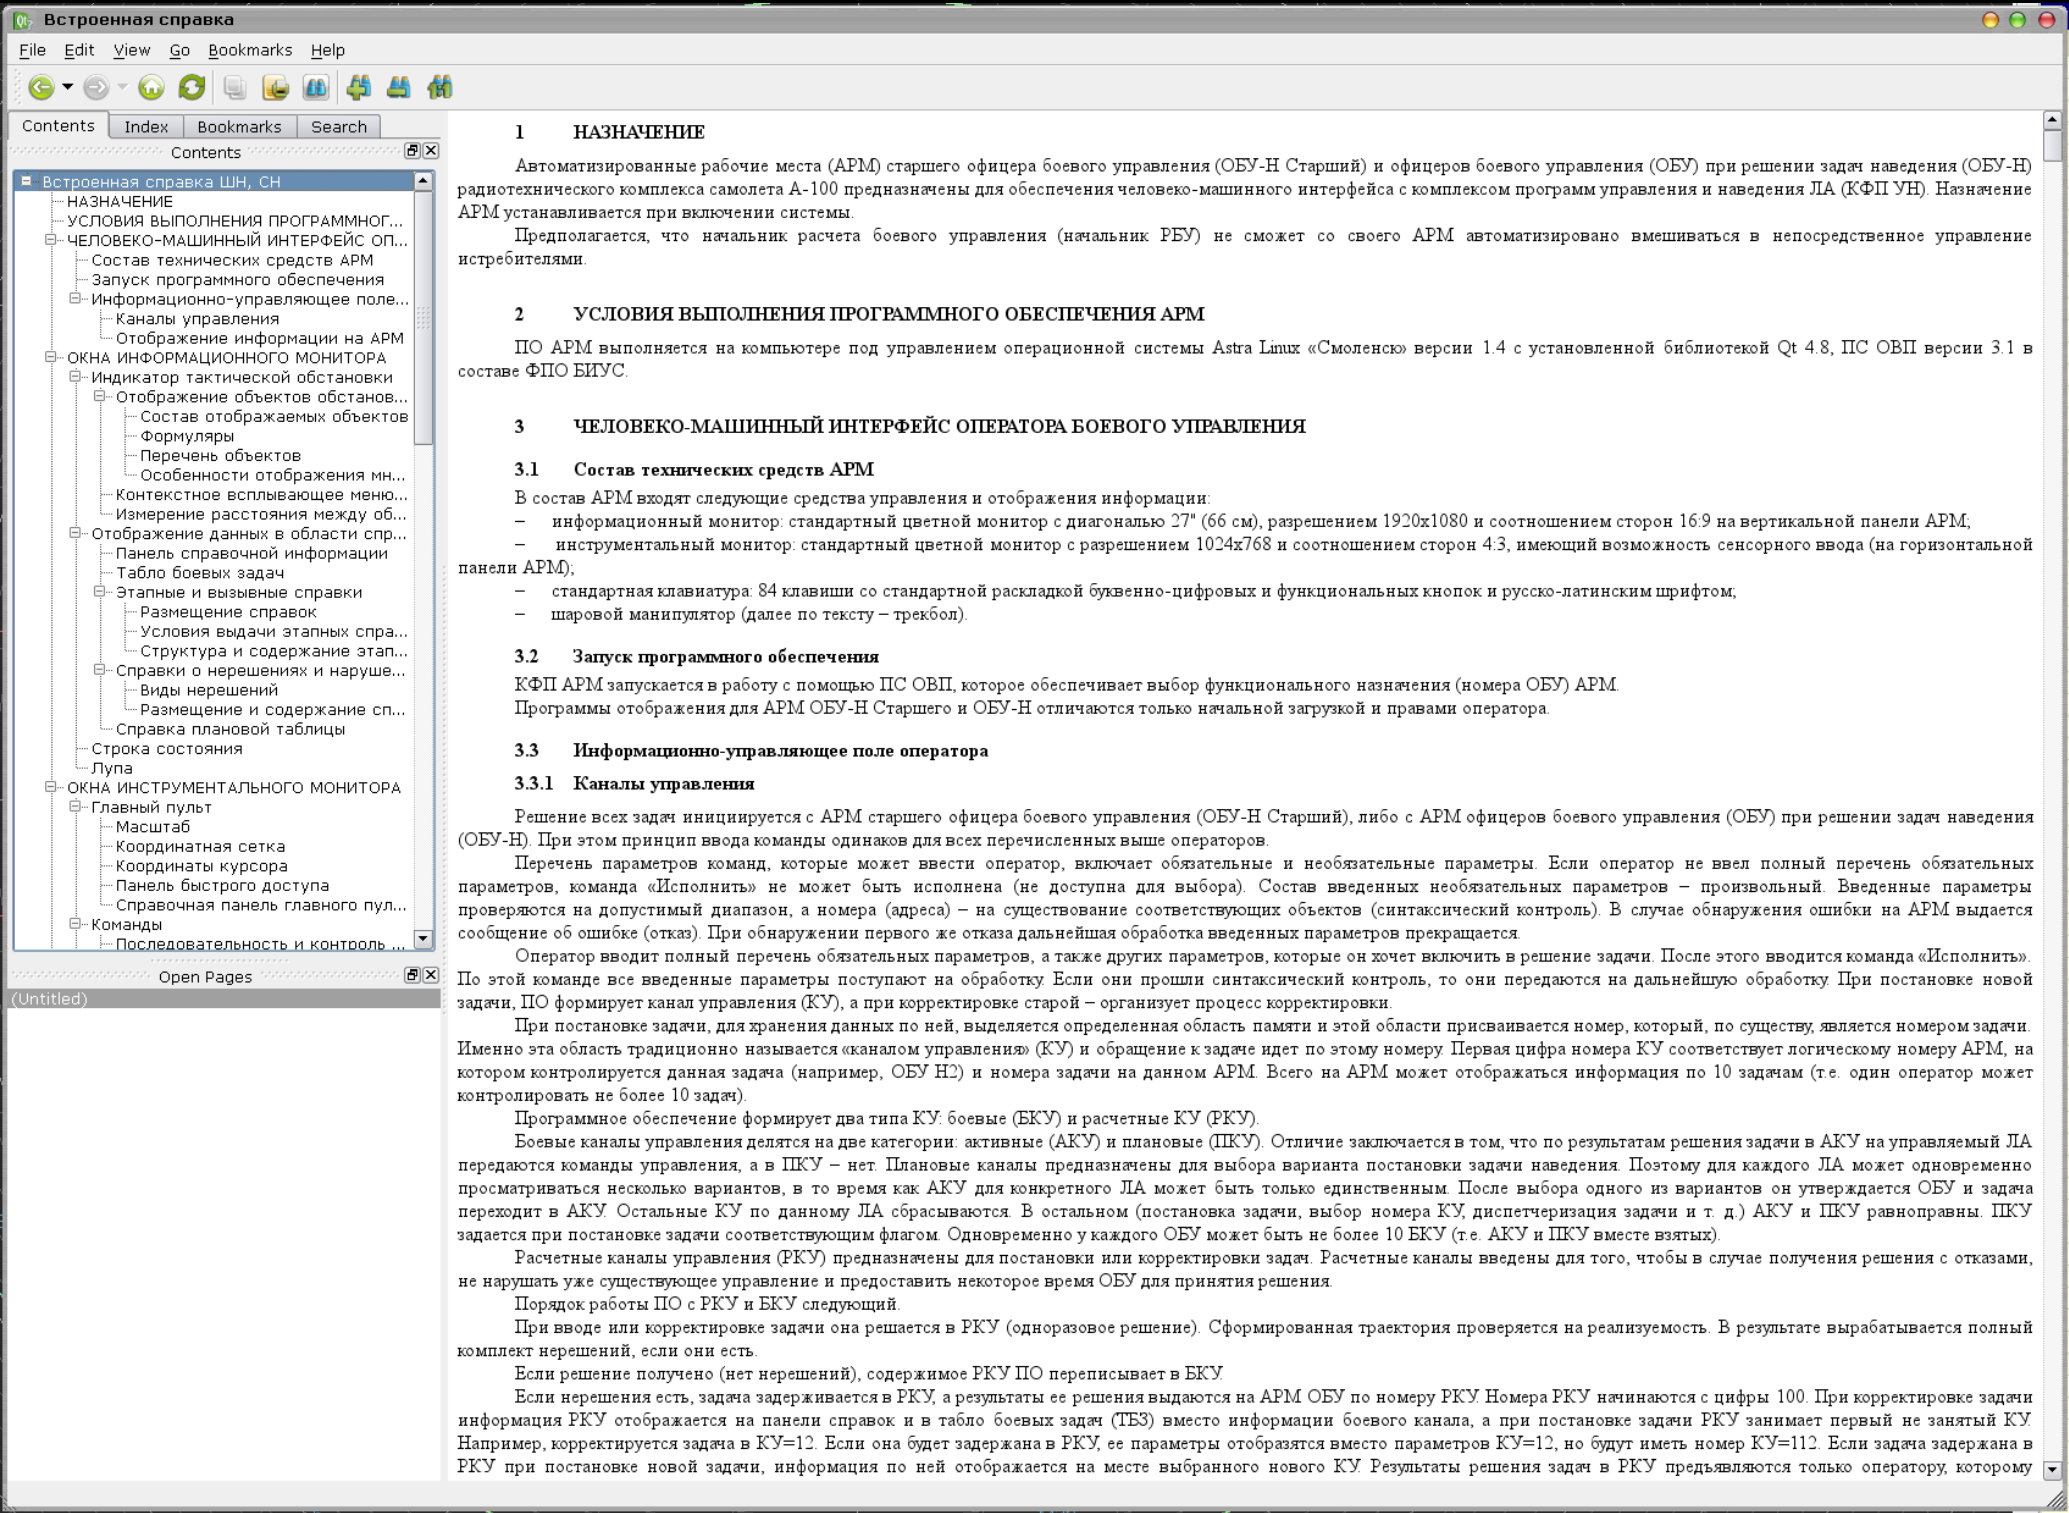 Встроенная справка
File Edit View Go Bookmarks Help
Contents Index Bookmarks Search
Contents
Встроенная справка ШН, СН
НАЗНАЧЕНИЕ
УСЛОВИЯ ВЫПОЛНЕНИЯ ПРОГРАММНОГ...
ЧЕЛОВЕКО-МАШИННЫЙ ИНТЕРФЕЙС ОП...
Состав технических средств АРМ
Запуск программного обеспечения
Информационно-управляющее поле...
Каналы управления
Отображение информации на АРМ
ОКНА ИНФОРМАЦИОННОГО МОНИТОРА
Индикатор тактической обстановки
Отображение объектов обстанов...
Состав отображаемых объектов
Формуляры
Перечень объектов
Особенности отображения мн...
Контекстное всплывающее меню...
Измерение расстояния между об...
Отображение данных в области спр...
Панель справочной информации
Табло боевых задач
Этапные и вызывные справки
Размещение справок
Условия выдачи этапных спра...
Структура и содержание этап...
Справки о нерешениях и наруше...
Виды нерешений
Размещение и содержание сп...
Справка плановой таблицы
Строка состояния
Лупа
ОКНА ИНСТРУМЕНТАЛЬНОГО МОНИТОРА
Главный пульт
Масштаб
Координатная сетка
Координаты курсора
Панель быстрого доступа
Справочная панель главного пул...
Команды
Последовательность и контроль ...
Open Pages
(Untitled)
1 НАЗНАЧЕНИЕ
Автоматизированные рабочие места (АРМ) старшего офицера боевого управления (ОБУ-Н Старший) и офицеров боевого управления (ОБУ) при решении задач наведения (ОБУ-Н)
радиотехнического комплекса самолета А-100 предназначены для обеспечения человеко-машинного интерфейса с комплексом программ управления и наведения ЛА (КФП УН). Назначение
АРМ устанавливается при включении системы.
Предполагается, что начальник расчета боевого управления (начальник РБУ) не сможет со своего АРМ автоматизировано вмешиваться в непосредственное управление
истребителями.
2 УСЛОВИЯ ВЫПОЛНЕНИЯ ПРОГРАММНОГО ОБЕСПЕЧЕНИЯ АРМ
ПО АРМ выполняется на компьютере под управлением операционной системы Astra Linux «Смоленск» версии 1.4 с установленной библиотекой Qt 4.8, ПС ОВП версии 3.1 в
составе ФПО БИУС.
3 ЧЕЛОВЕКО-МАШИННЫЙ ИНТЕРФЕЙС ОПЕРАТОРА БОЕВОГО УПРАВЛЕНИЯ
3.1 Состав технических средств АРМ
В состав АРМ входят следующие средства управления и отображения информации:
– информационный монитор: стандартный цветной монитор с диагональю 27" (66 см), разрешением 1920x1080 и соотношением сторон 16:9 на вертикальной панели АРМ;
– инструментальный монитор: стандартный цветной монитор с разрешением 1024x768 и соотношением сторон 4:3, имеющий возможность сенсорного ввода (на горизонтальной
панели АРМ);
– стандартная клавиатура: 84 клавиши со стандартной раскладкой буквенно-цифровых и функциональных кнопок и русско-латинским шрифтом;
– шаровой манипулятор (далее по тексту – трекбол).
3.2 Запуск программного обеспечения
КФП АРМ запускается в работу с помощью ПС ОВП, которое обеспечивает выбор функционального назначения (номера ОБУ) АРМ.
Программы отображения для АРМ ОБУ-Н Старшего и ОБУ-Н отличаются только начальной загрузкой и правами оператора.
3.3 Информационно-управляющее поле оператора
3.3.1 Каналы управления
Решение всех задач инициируется с АРМ старшего офицера боевого управления (ОБУ-Н Старший), либо с АРМ офицеров боевого управления (ОБУ) при решении задач наведения
(ОБУ-Н). При этом принцип ввода команды одинаков для всех перечисленных выше операторов.
Перечень параметров команд, которые может ввести оператор, включает обязательные и необязательные параметры. Если оператор не ввел полный перечень обязательных
параметров, команда «Исполнить» не может быть исполнена (не доступна для выбора). Состав введенных необязательных параметров – произвольный. Введенные параметры
проверяются на допустимый диапазон, а номера (адреса) – на существование соответствующих объектов (синтаксический контроль). В случае обнаружения ошибки на АРМ выдается
сообщение об ошибке (отказ). При обнаружении первого же отказа дальнейшая обработка введенных параметров прекращается.
Оператор вводит полный перечень обязательных параметров, а также других параметров, которые он хочет включить в решение задачи. После этого вводится команда «Исполнить».
По этой команде все введенные параметры поступают на обработку. Если они прошли синтаксический контроль, то они передаются на дальнейшую обработку. При постановке новой
задачи, ПО формирует канал управления (КУ), а при корректировке старой – организует процесс корректировки.
При постановке задачи, для хранения данных по ней, выделяется определенная область памяти и этой области присваивается номер, который, по существу, является номером задачи.
Именно эта область традиционно называется «каналом управления» (КУ) и обращение к задаче идет по этому номеру. Первая цифра номера КУ соответствует логическому номеру АРМ, на
котором контролируется данная задача (например, ОБУ Н2) и номера задачи на данном АРМ. Всего на АРМ может отображаться информация по 10 задачам (т.е. один оператор может
контролировать не более 10 задач).
Программное обеспечение формирует два типа КУ: боевые (БКУ) и расчетные КУ (РКУ).
Боевые каналы управления делятся на две категории: активные (АКУ) и плановые (ПКУ). Отличие заключается в том, что по результатам решения задачи в АКУ на управляемый ЛА
передаются команды управления, а в ПКУ – нет. Плановые каналы предназначены для выбора варианта постановки задачи наведения. Поэтому для каждого ЛА может одновременно
просматриваться несколько вариантов, в то время как АКУ для конкретного ЛА может быть только единственным. После выбора одного из вариантов он утверждается ОБУ и задача
переходит в АКУ. Остальные КУ по данному ЛА сбрасываются. В остальном (постановка задачи, выбор номера КУ, диспетчеризация задачи и т. д.) АКУ и ПКУ равноправны. ПКУ
задается при постановке задачи соответствующим флагом. Одновременно у каждого ОБУ может быть не более 10 БКУ (т.е. АКУ и ПКУ вместе взятых).
Расчетные каналы управления (РКУ) предназначены для постановки или корректировки задач. Расчетные каналы введены для того, чтобы в случае получения решения с отказами,
не нарушать уже существующее управление и предоставить некоторое время ОБУ для принятия решения.
Порядок работы ПО с РКУ и БКУ следующий.
При вводе или корректировке задачи она решается в РКУ (одноразовое решение). Сформированная траектория проверяется на реализуемость. В результате вырабатывается полный
комплект нерешений, если они есть.
Если решение получено (нет нерешений), содержимое РКУ ПО переписывает в БКУ.
Если нерешения есть, задача задерживается в РКУ, а результаты ее решения выдаются на АРМ ОБУ по номеру РКУ. Номера РКУ начинаются с цифры 100. При корректировке задачи
информация РКУ отображается на панели справок и в табло боевых задач (ТБЗ) вместо информации боевого канала, а при постановке задачи РКУ занимает первый не занятый КУ.
Например, корректируется задача в КУ=12. Если она будет задержана в РКУ, ее параметры отобразятся вместо параметров КУ=12, но будут иметь номер КУ=112. Если задача задержана в
РКУ при постановке новой задачи, информация по ней отображается на месте выбранного нового КУ. Результаты решения задач в РКУ предъявляются только оператору, которому